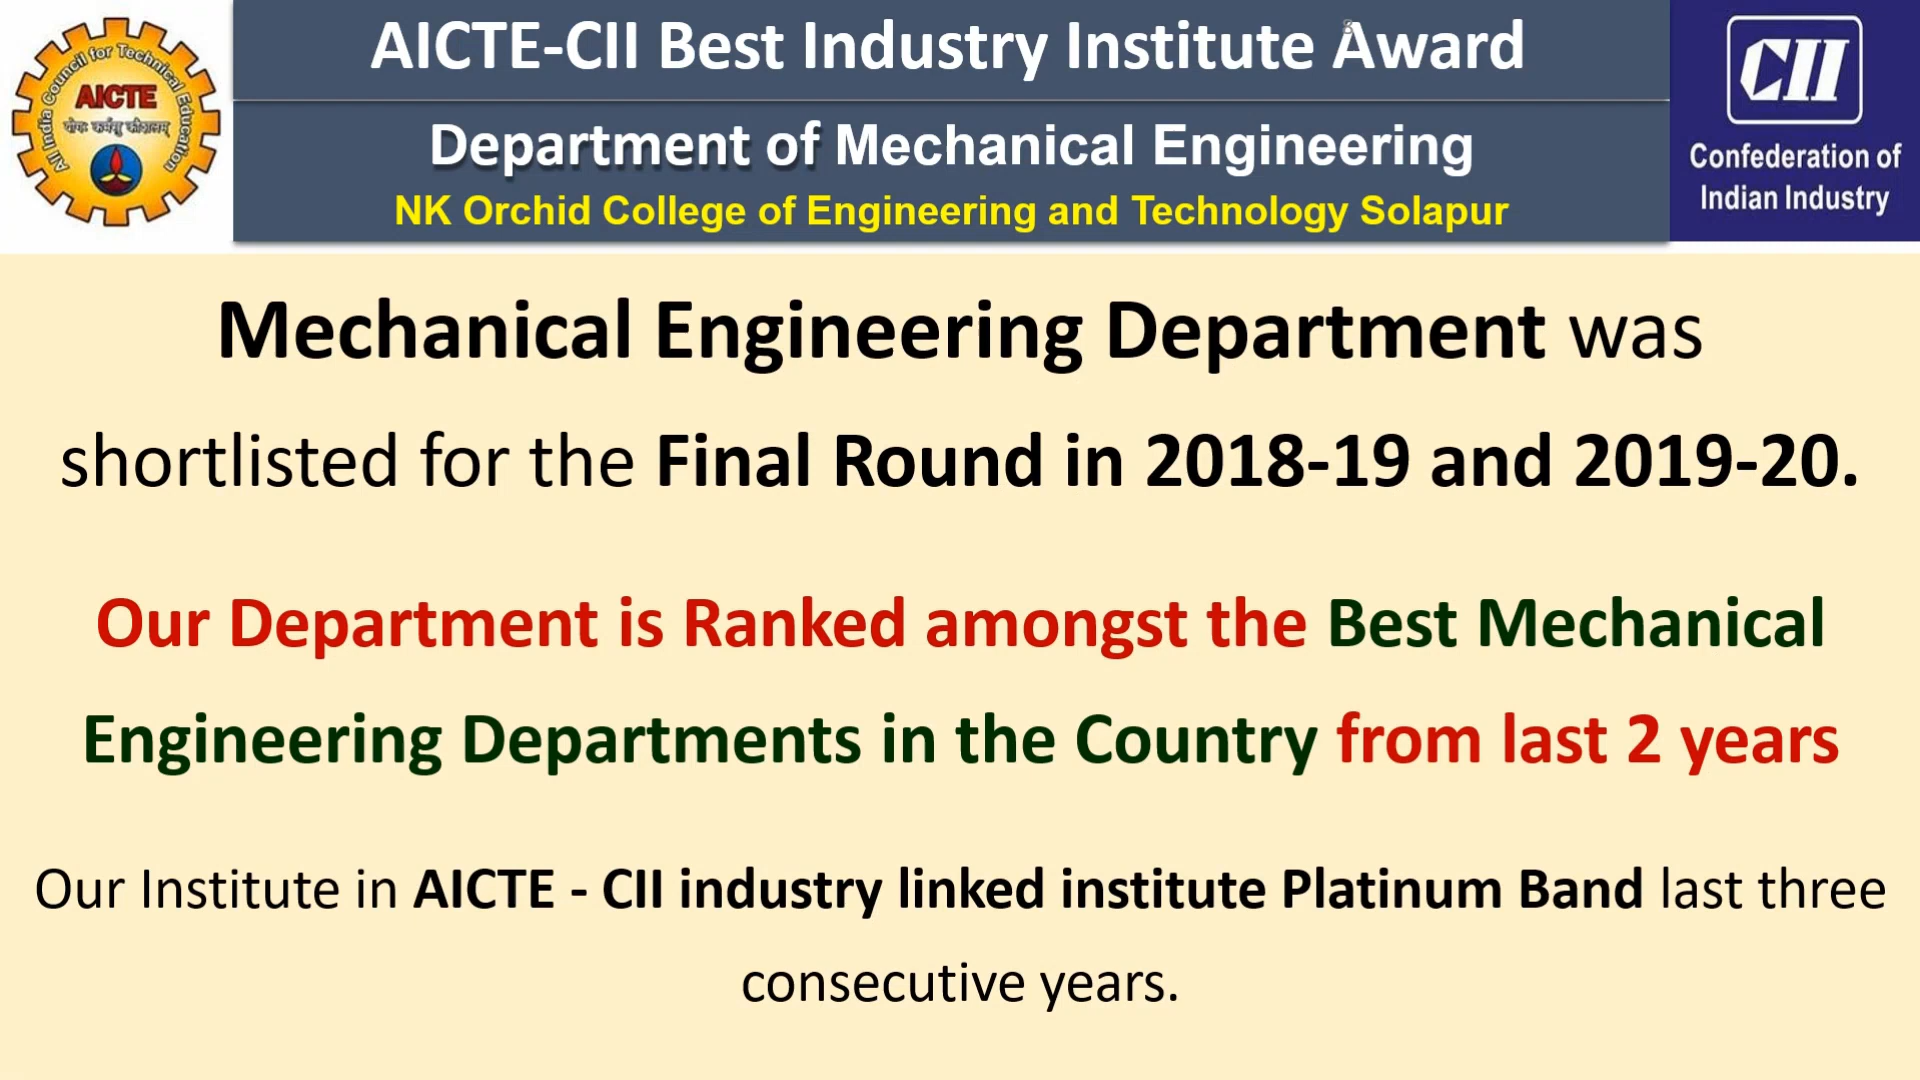 All India Council for Technical Education
AICTE
योगः कर्मसु कौशलम्
AICTE-CII Best Industry Institute Award
Department of Mechanical Engineering
NK Orchid College of Engineering and Technology Solapur
CII
Confederation of
Indian Industry
Mechanical Engineering Department was
shortlisted for the Final Round in 2018-19 and 2019-20.
Our Department is Ranked amongst the Best Mechanical
Engineering Departments in the Country from last 2 years
Our Institute in AICTE - CII industry linked institute Platinum Band last three
consecutive years.